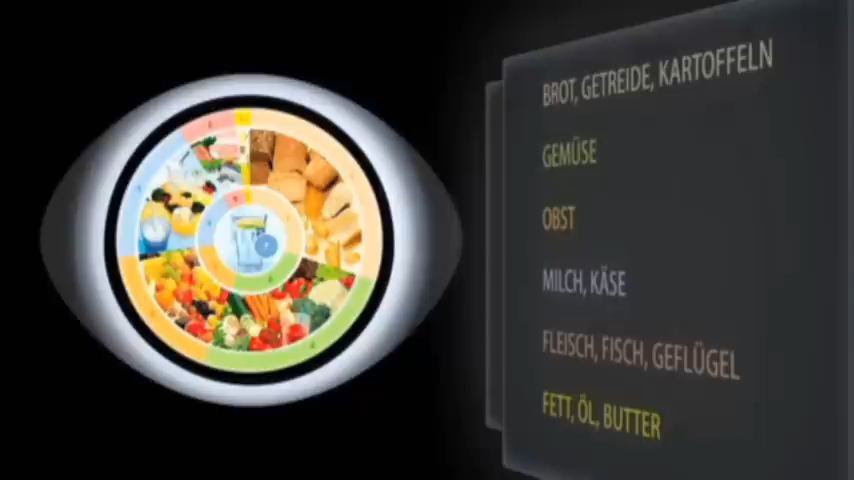 BROT, GETREIDE, KARTOFFELN
GEMÜSE
OBST
MILCH, KÄSE
FLEISCH, FISCH, GEFLÜGEL
FETT, ÖL, BUTTER